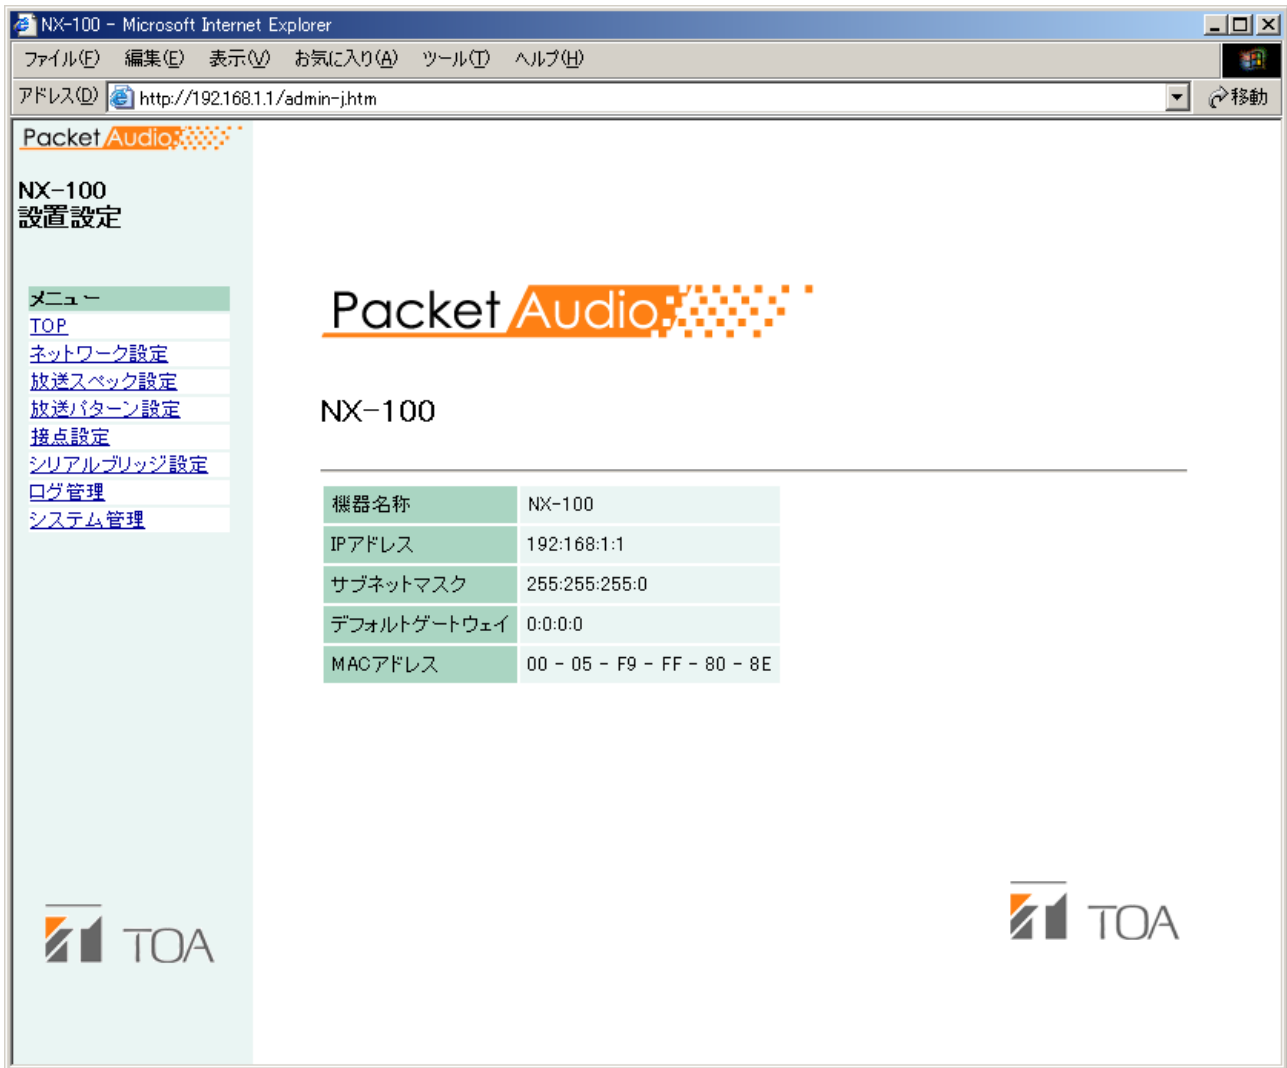 NX-100 - Microsoft Internet Explorer
ファイル(F) 編集(E) 表示(V) お気に入り(A) ツール(T) ヘルプ(H)
アドレス(D) http://192.168.1.1/admin-j.htm 移動
Packet Audio
NX-100
設置設定
メニュー
TOP
ネットワーク設定
放送スペック設定
放送パターン設定
接点設定
シリアルブリッジ設定
ログ管理
システム管理
TOA
Packet Audio
NX-100
機器名称 NX-100
IPアドレス 192:168:1:1
サブネットマスク 255:255:255:0
デフォルトゲートウェイ 0:0:0:0
MACアドレス 00 - 05 - F9 - FF - 80 - 8E
TOA